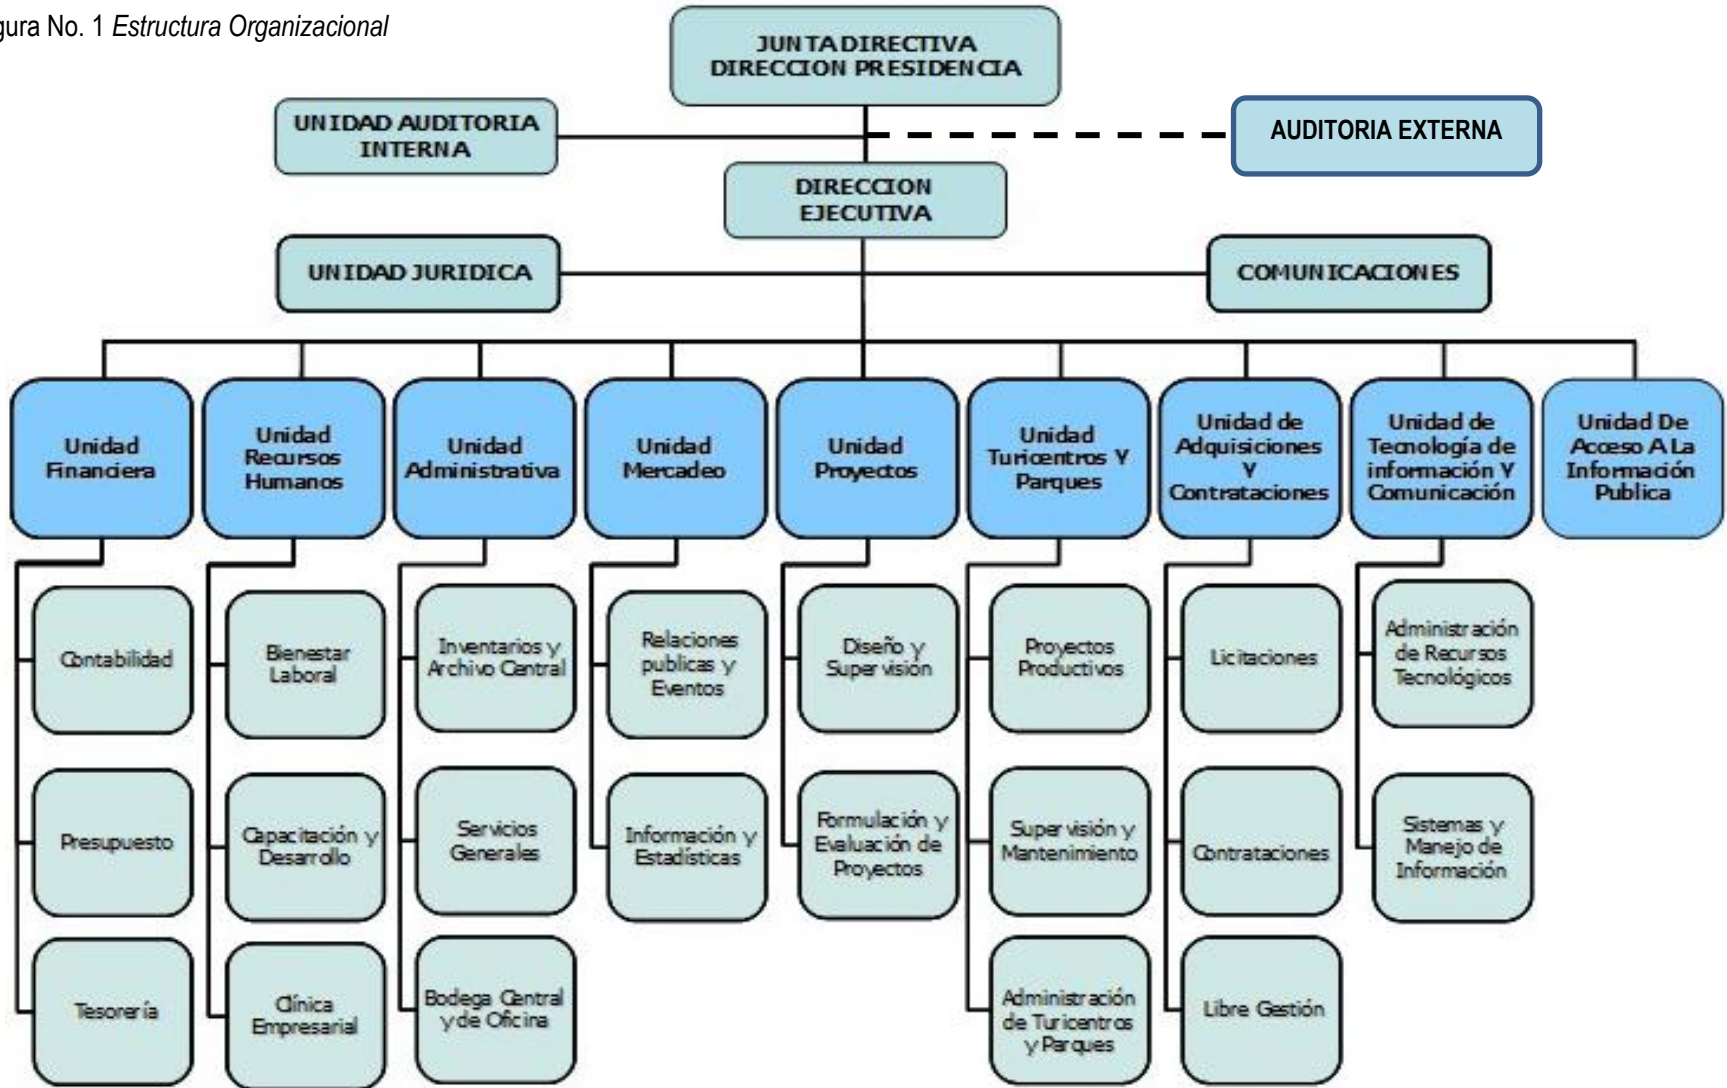 gura No. 1 Estructura Organizacional
JUNTA DIRECTIVA
DIRECCION PRESIDENCIA
UNIDAD AUDITORIA
INTERNA
AUDITORIA EXTERNA
DIRECCION
EJECUTIVA
UNIDAD JURIDICA
COMUNICACIONES
Unidad
Financiera
Unidad
Recursos
Humanos
Unidad
Administrativa
Unidad
Mercadeo
Unidad
Proyectos
Unidad
Turicentros Y
Parques
Unidad de
Adquisiciones
Y
Contrataciones
Unidad de
Tecnología de
información Y
Comunicación
Unidad De
Acceso A La
Información
Publica
Contabilidad
Bienestar
Laboral
Inventarios y
Archivo Central
Relaciones
publicas y
Eventos
Diseño y
Supervisión
Proyectos
Productivos
Licitaciones
Administración
de Recursos
Tecnológicos
Presupuesto
Capacitación y
Desarrollo
Servicios
Generales
Información y
Estadísticas
Formulación y
Evaluación de
Proyectos
Supervisión y
Mantenimiento
Contrataciones
Sistemas y
Manejo de
Información
Tesorería
Clínica
Empresarial
Bodega Central
y de Oficina
Administración
de Turicentros
y Parques
Libre Gestión